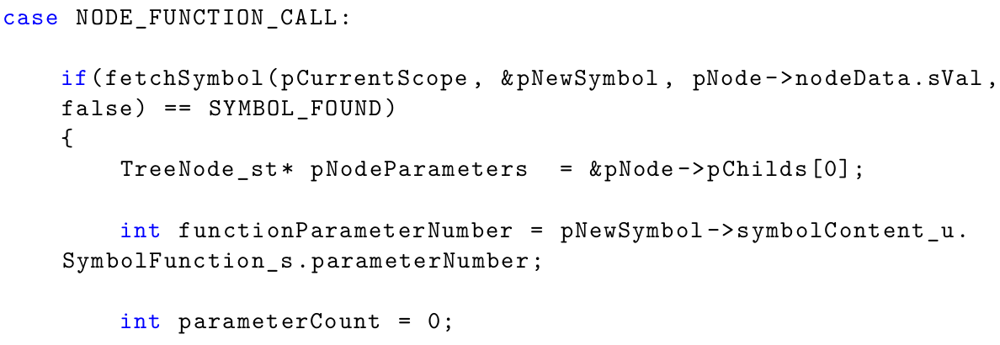 case NODE_FUNCTION_CALL:
if(fetchSymbol(pCurrentScope, &pNewSymbol, pNode->nodeData.sVal,
false) == SYMBOL_FOUND)
{
TreeNode_st* pNodeParameters  = &pNode->pChilds[0];
int functionParameterNumber = pNewSymbol->symbolContent_u.
SymbolFunction_s.parameterNumber;
int parameterCount = 0;